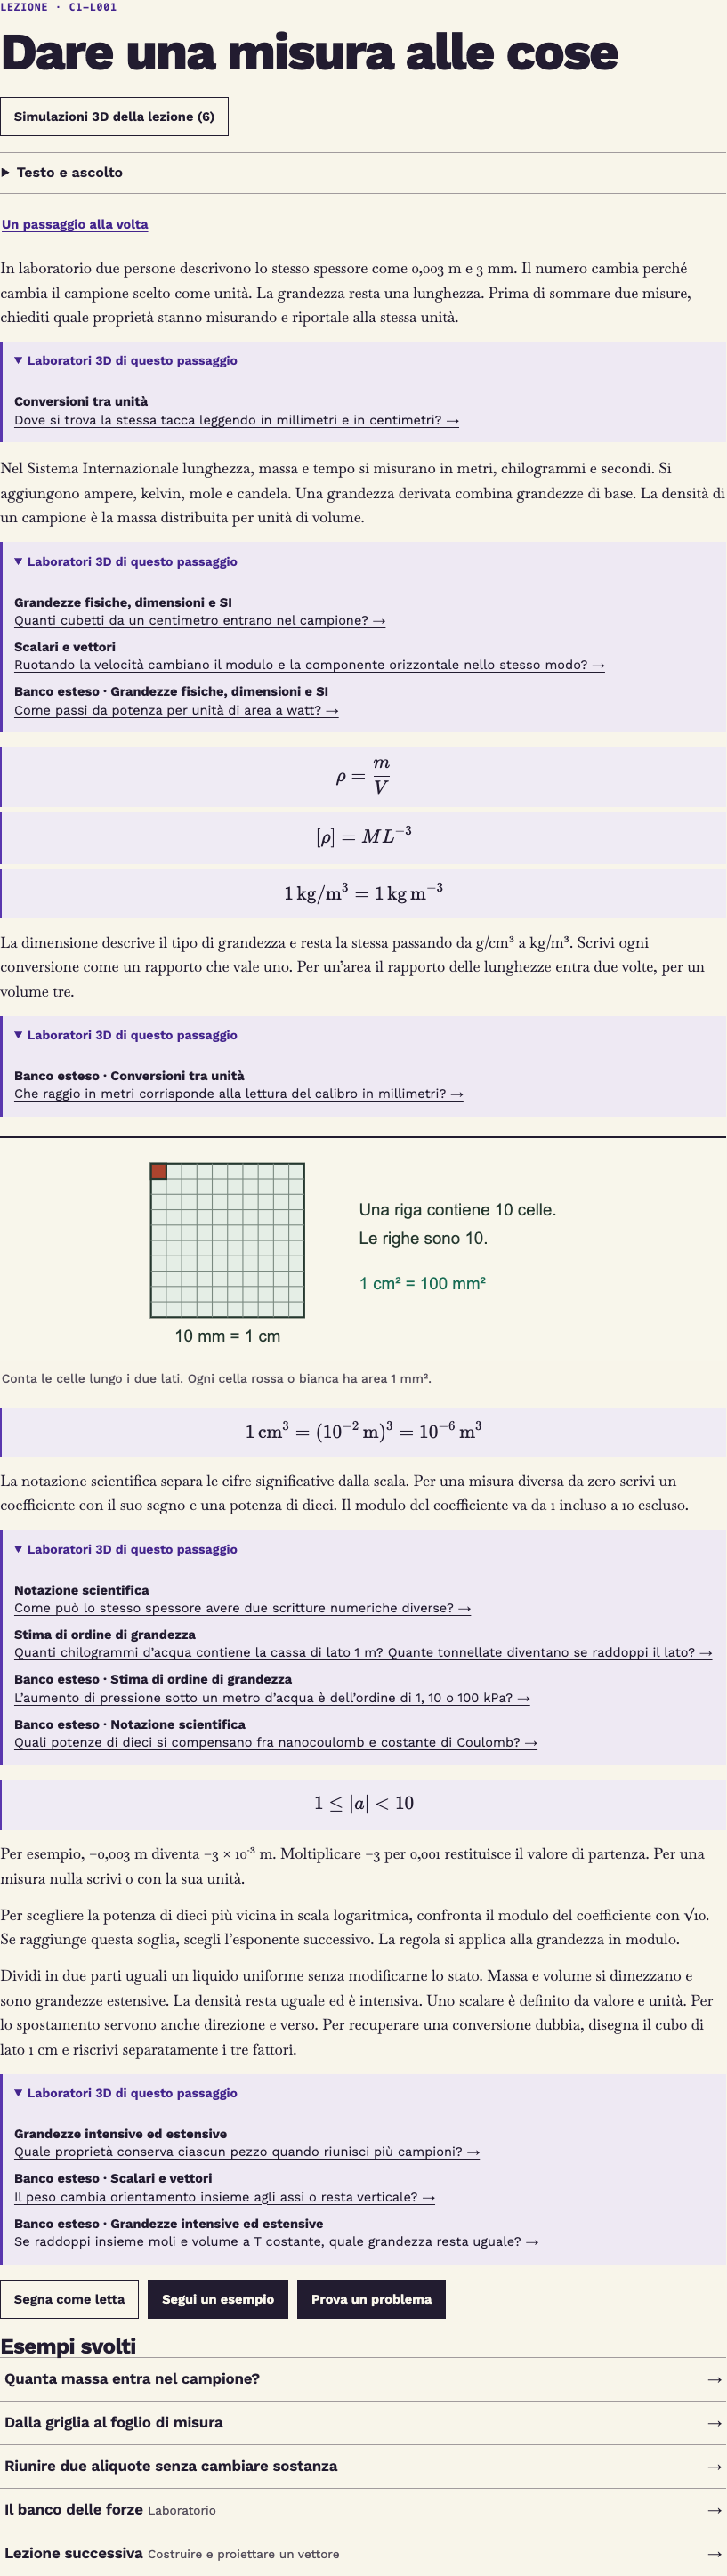 LEZIONE · C1–L001
Dare una misura alle cose
Simulazioni 3D della lezione (6)
▶ Testo e ascolto
Un passaggio alla volta
In laboratorio due persone descrivono lo stesso spessore come 0,003 m e 3 mm. Il numero cambia perché
cambia il campione scelto come unità. La grandezza resta una lunghezza. Prima di sommare due misure,
chiediti quale proprietà stanno misurando e riportale alla stessa unità.
▼ Laboratori 3D di questo passaggio
Conversioni tra unità
Dove si trova la stessa tacca leggendo in millimetri e in centimetri? →
Nel Sistema Internazionale lunghezza, massa e tempo si misurano in metri, chilogrammi e secondi. Si
aggiungono ampere, kelvin, mole e candela. Una grandezza derivata combina grandezze di base. La densità di
un campione è la massa distribuita per unità di volume.
▼ Laboratori 3D di questo passaggio
Grandezze fisiche, dimensioni e SI
Quanti cubetti da un centimetro entrano nel campione? →
Scalari e vettori
Ruotando la velocità cambiano il modulo e la componente orizzontale nello stesso modo? →
Banco esteso · Grandezze fisiche, dimensioni e SI
Come passi da potenza per unità di area a watt? →
ρ = m/V
[ρ] = ML⁻³
1 kg/m³ = 1 kg m⁻³
La dimensione descrive il tipo di grandezza e resta la stessa passando da g/cm³ a kg/m³. Scrivi ogni
conversione come un rapporto che vale uno. Per un’area il rapporto delle lunghezze entra due volte, per un
volume tre.
▼ Laboratori 3D di questo passaggio
Banco esteso · Conversioni tra unità
Che raggio in metri corrisponde alla lettura del calibro in millimetri? →
Una riga contiene 10 celle.
Le righe sono 10.
1 cm² = 100 mm²
10 mm = 1 cm
Conta le celle lungo i due lati. Ogni cella rossa o bianca ha area 1 mm².
1 cm³ = (10⁻² m)³ = 10⁻⁶ m³
La notazione scientifica separa le cifre significative dalla scala. Per una misura diversa da zero scrivi un
coefficiente con il suo segno e una potenza di dieci. Il modulo del coefficiente va da 1 incluso a 10 escluso.
▼ Laboratori 3D di questo passaggio
Notazione scientifica
Come può lo stesso spessore avere due scritture numeriche diverse? →
Stima di ordine di grandezza
Quanti chilogrammi d’acqua contiene la cassa di lato 1 m? Quante tonnellate diventano se raddoppi il lato? →
Banco esteso · Stima di ordine di grandezza
L’aumento di pressione sotto un metro d’acqua è dell’ordine di 1, 10 o 100 kPa? →
Banco esteso · Notazione scientifica
Quali potenze di dieci si compensano fra nanocoulomb e costante di Coulomb? →
1 ≤ |a| < 10
Per esempio, −0,003 m diventa −3 × 10⁻³ m. Moltiplicare −3 per 0,001 restituisce il valore di partenza. Per una
misura nulla scrivi 0 con la sua unità.
Per scegliere la potenza di dieci più vicina in scala logaritmica, confronta il modulo del coefficiente con √10.
Se raggiunge questa soglia, scegli l’esponente successivo. La regola si applica alla grandezza in modulo.
Dividi in due parti uguali un liquido uniforme senza modificarne lo stato. Massa e volume si dimezzano e
sono grandezze estensive. La densità resta uguale ed è intensiva. Uno scalare è definito da valore e unità. Per
lo spostamento servono anche direzione e verso. Per recuperare una conversione dubbia, disegna il cubo di
lato 1 cm e riscrivi separatamente i tre fattori.
▼ Laboratori 3D di questo passaggio
Grandezze intensive ed estensive
Quale proprietà conserva ciascun pezzo quando riunisci più campioni? →
Banco esteso · Scalari e vettori
Il peso cambia orientamento insieme agli assi o resta verticale? →
Banco esteso · Grandezze intensive ed estensive
Se raddoppi insieme moli e volume a T costante, quale grandezza resta uguale? →
Segna come letta Segui un esempio Prova un problema
Esempi svolti
Quanta massa entra nel campione? →
Dalla griglia al foglio di misura →
Riunire due aliquote senza cambiare sostanza →
Il banco delle forze Laboratorio →
Lezione successiva Costruire e proiettare un vettore →